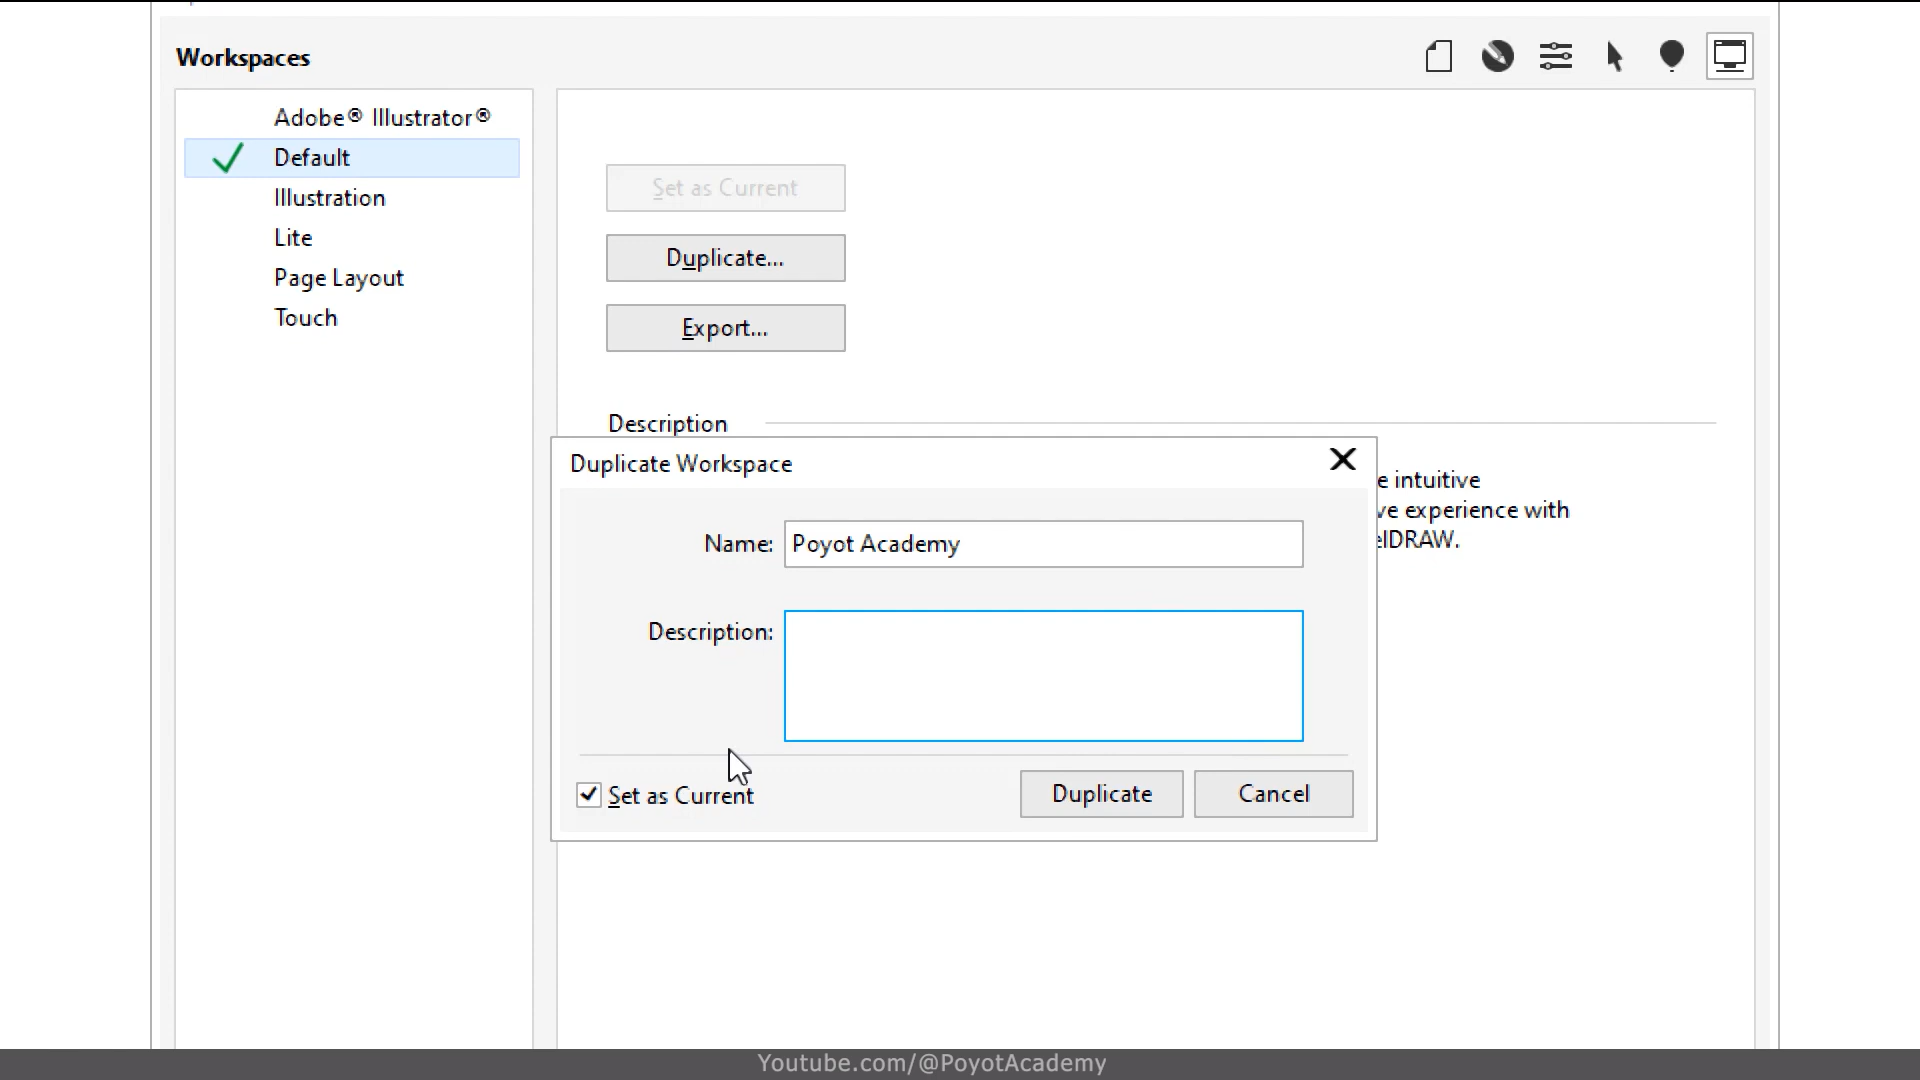 Workspaces
Adobe® Illustrator®
Default
Illustration
Lite
Page Layout
Touch
Set as Current
Duplicate...
Export...
Description
e intuitive
ve experience with
elDRAW.
Duplicate Workspace
Name: Poyot Academy
Description:
Set as Current
Duplicate
Cancel
Youtube.com/@PoyotAcademy